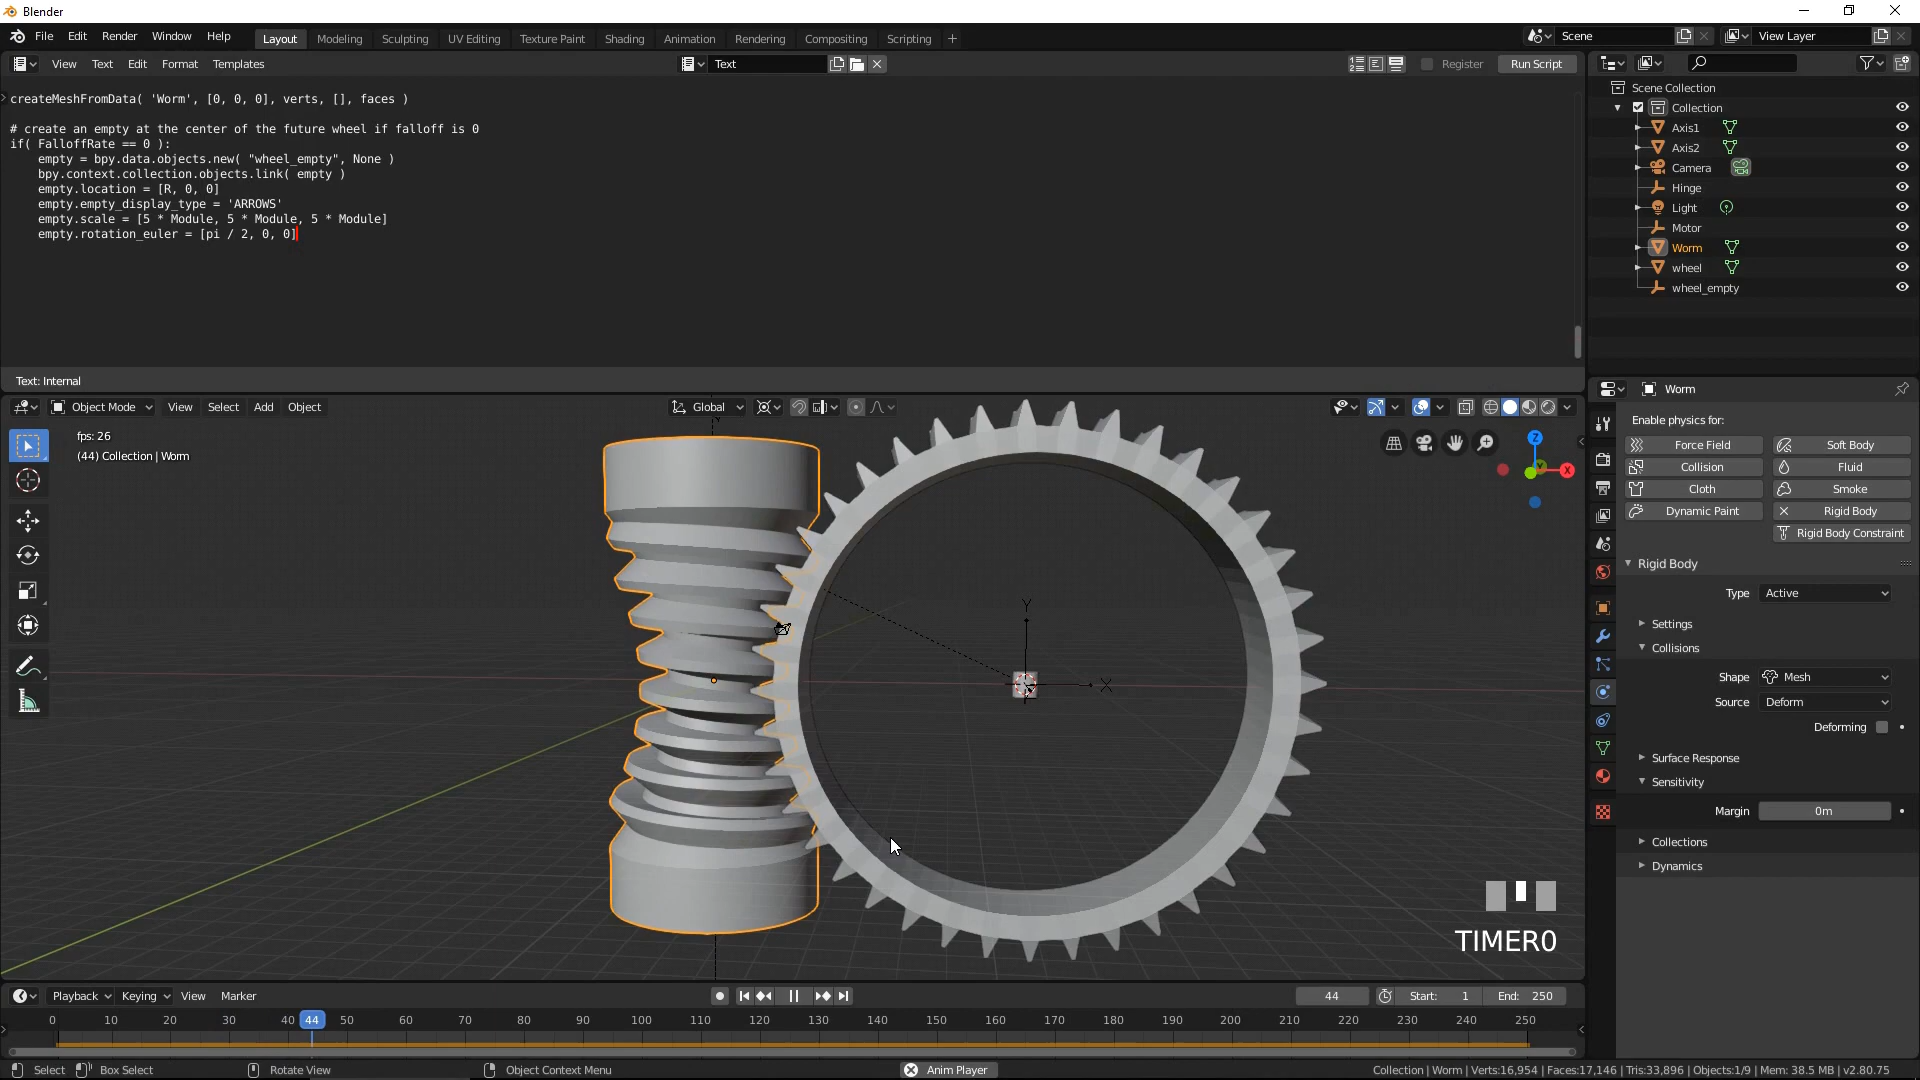 Blender
File Edit Render Window Help Layout Modeling Sculpting UV Editing Texture Paint Shading Animation Rendering Compositing Scripting + Scene View Layer
View Text Edit Format Templates Text Register Run Script
createMeshFromData( 'Worm', [0, 0, 0], verts, [], faces )
# create an empty at the center of the future wheel if falloff is 0
if( FalloffRate == 0 ):
empty = bpy.data.objects.new( "wheel_empty", None )
bpy.context.collection.objects.link( empty )
empty.location = [R, 0, 0]
empty.empty_display_type = 'ARROWS'
empty.scale = [5 * Module, 5 * Module, 5 * Module]
empty.rotation_euler = [pi / 2, 0, 0]
Text: Internal
Scene Collection
Collection
Axis1
Axis2
Camera
Hinge
Light
Motor
Worm
wheel
wheel_empty
Object Mode View Select Add Object Global
fps: 26
(44) Collection | Worm
Z
X
Y
Y
X
TIMER0
Worm
Enable physics for:
Force Field Soft Body
Collision Fluid
Cloth Smoke
Dynamic Paint Rigid Body
Rigid Body Constraint
Rigid Body
Type Active
Settings
Collisions
Shape Mesh
Source Deform
Deforming
Surface Response
Sensitivity
Margin 0m
Collections
Dynamics
Playback Keying View Marker 44 Start: 1 End: 250
0 10 20 30 40 44 50 60 70 80 90 100 110 120 130 140 150 160 170 180 190 200 210 220 230 240 250
Select Box Select Rotate View Object Context Menu Anim Player Collection | Worm | Verts:16,954 | Faces:17,146 | Tris:33,896 | Objects:1/9 | Mem: 38.5 MB | v2.80.75